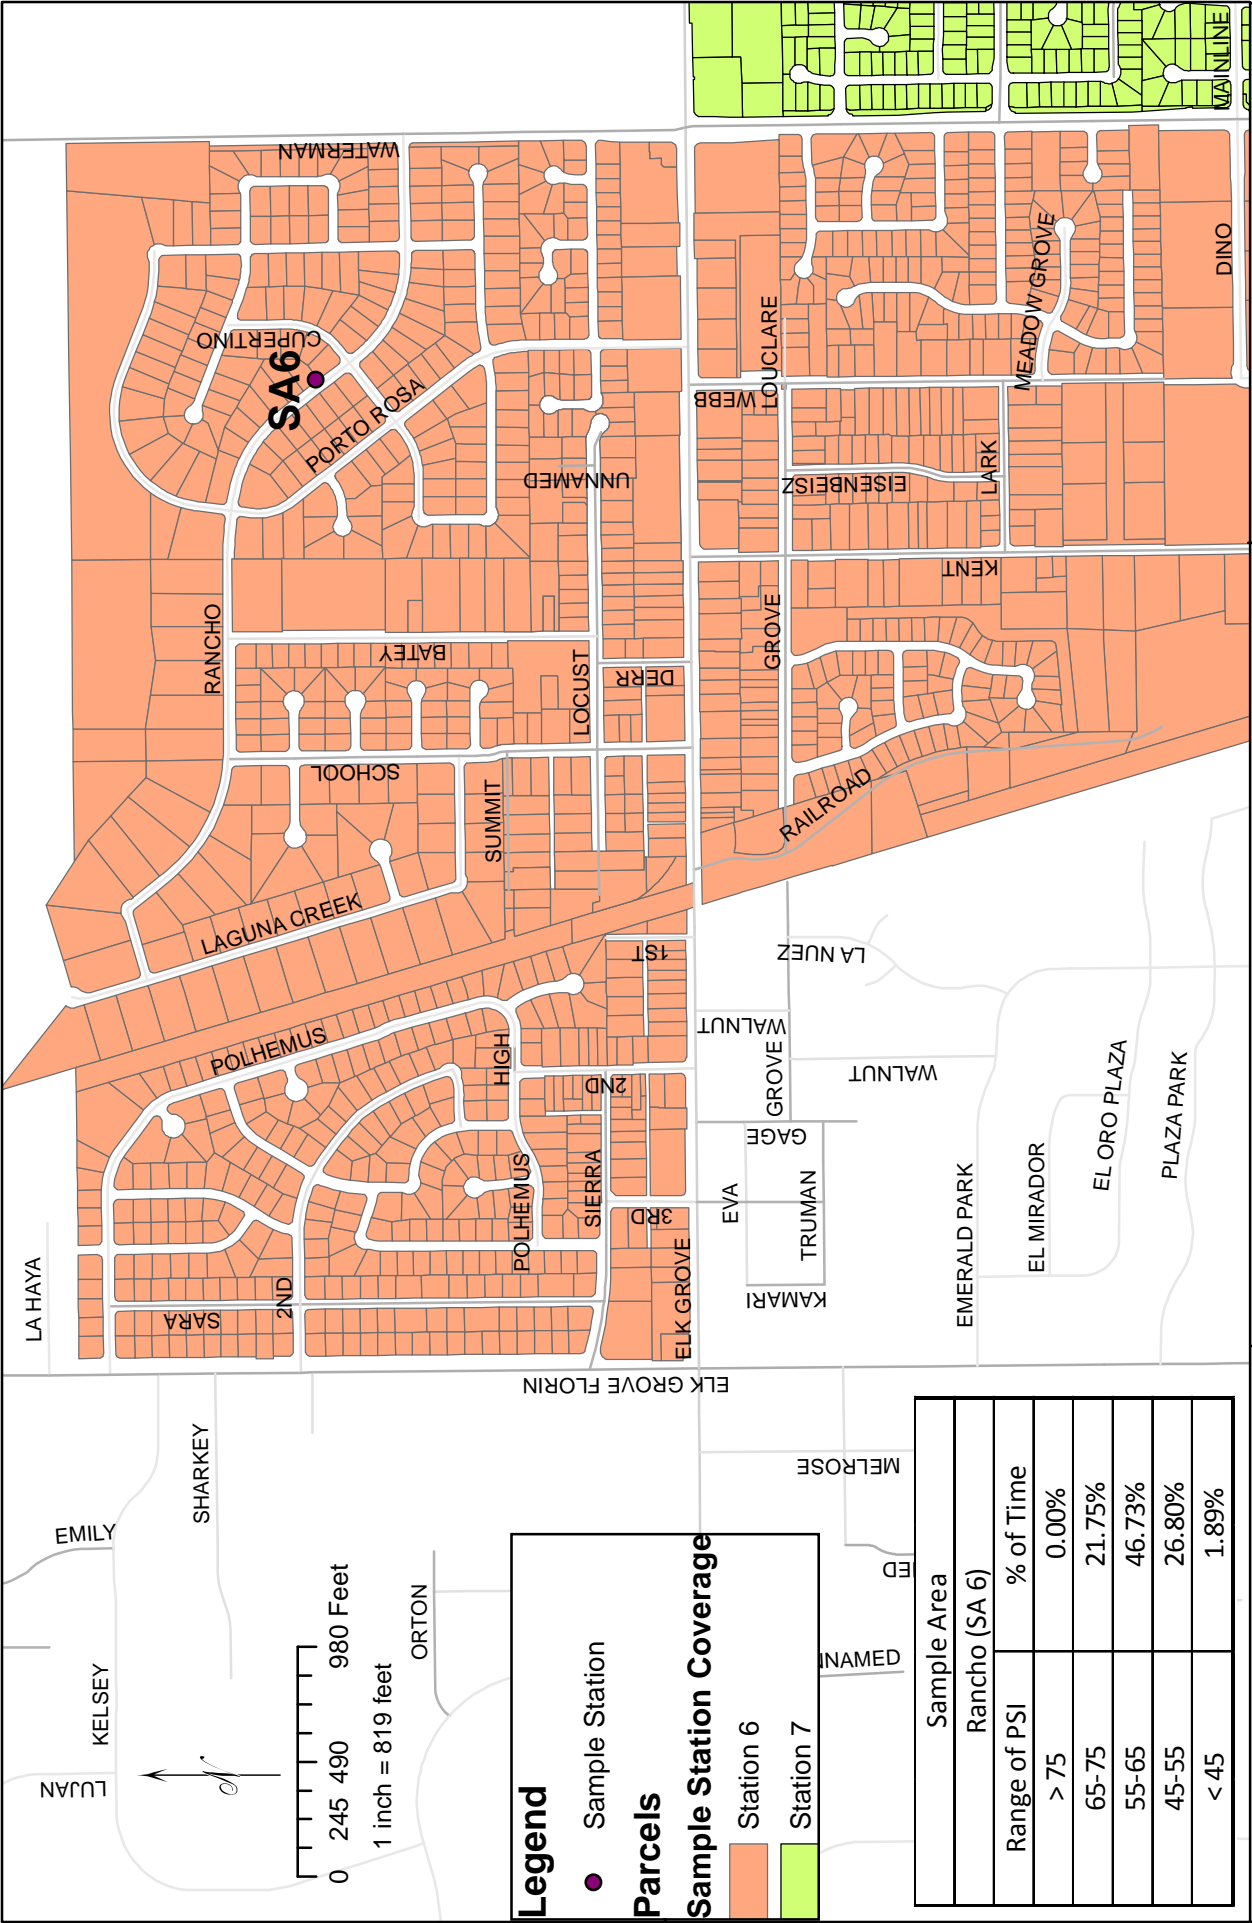 LA HAYA
EMILY
SHARKEY
KELSEY
LUJAN
ORTON
N
0 245 490 980 Feet
1 inch = 819 feet
WATERMAN
CUPERTINO
SA6
PORTO ROSA
RANCHO
UNNAMED
BATEY
LOCUST
DERR
SCHOOL
SUMMIT
LAGUNA CREEK
POLHEMUS
HIGH
1ST
2ND
POLHEMUS
SIERRA
3RD
SARA
2ND
ELK GROVE
ELK GROVE FLORIN
MAINLINE
DINO
MEADOW GROVE
LOUCLARE
WEBB
EISENBEISZ
LARK
KENT
GROVE
RAILROAD
LA NUEZ
WALNUT
GROVE
WALNUT
GAGE
EVA
TRUMAN
KAMARI
EMERALD PARK
EL MIRADOR
EL ORO PLAZA
PLAZA PARK
MELROSE
Legend
Sample Station
Parcels
Sample Station Coverage
Station 6
Station 7
Sample Area
Rancho (SA 6)
Range of PSI % of Time
> 75 0.00%
65-75 21.75%
55-65 46.73%
45-55 26.80%
< 45 1.89%